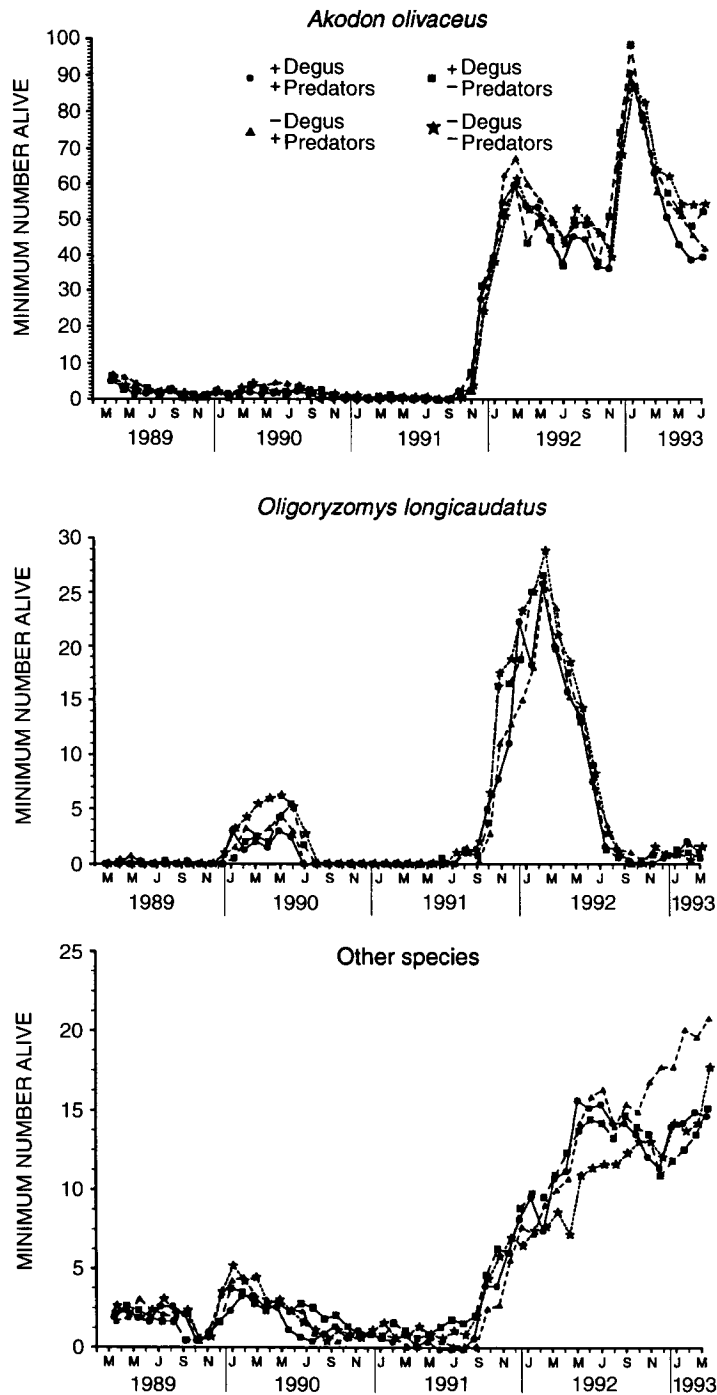 Akodon olivaceus
MINIMUM NUMBER ALIVE
100
90
80
70
60
50
40
30
20
10
0
+Degus +Degus
+Predators −Predators
−Degus −Degus
+Predators −Predators
M M J S N J M M J S N J M M J S N J M M J S N J M M J
1989 1990 1991 1992 1993
Oligoryzomys longicaudatus
MINIMUM NUMBER ALIVE
30
25
20
15
10
5
0
M M J S N J M M J S N J M M J S N J M M J S N J M
1989 1990 1991 1992 1993
Other species
MINIMUM NUMBER ALIVE
25
20
15
10
5
0
M M J S N J M M J S N J M M J S N J M M J S N J M
1989 1990 1991 1992 1993